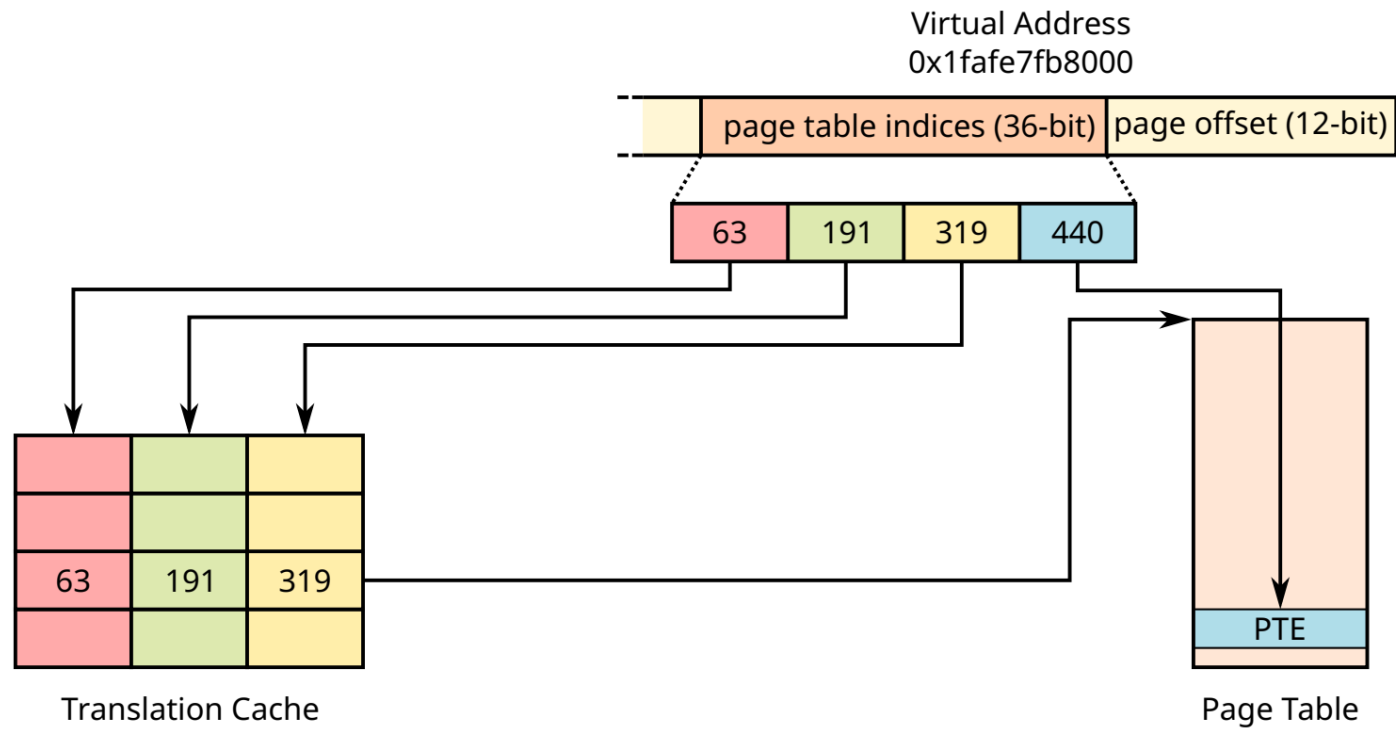 Virtual Address
0x1fafe7fb8000
page table indices (36-bit) page offset (12-bit)
63 191 319 440
63 191 319
PTE
Translation Cache
Page Table